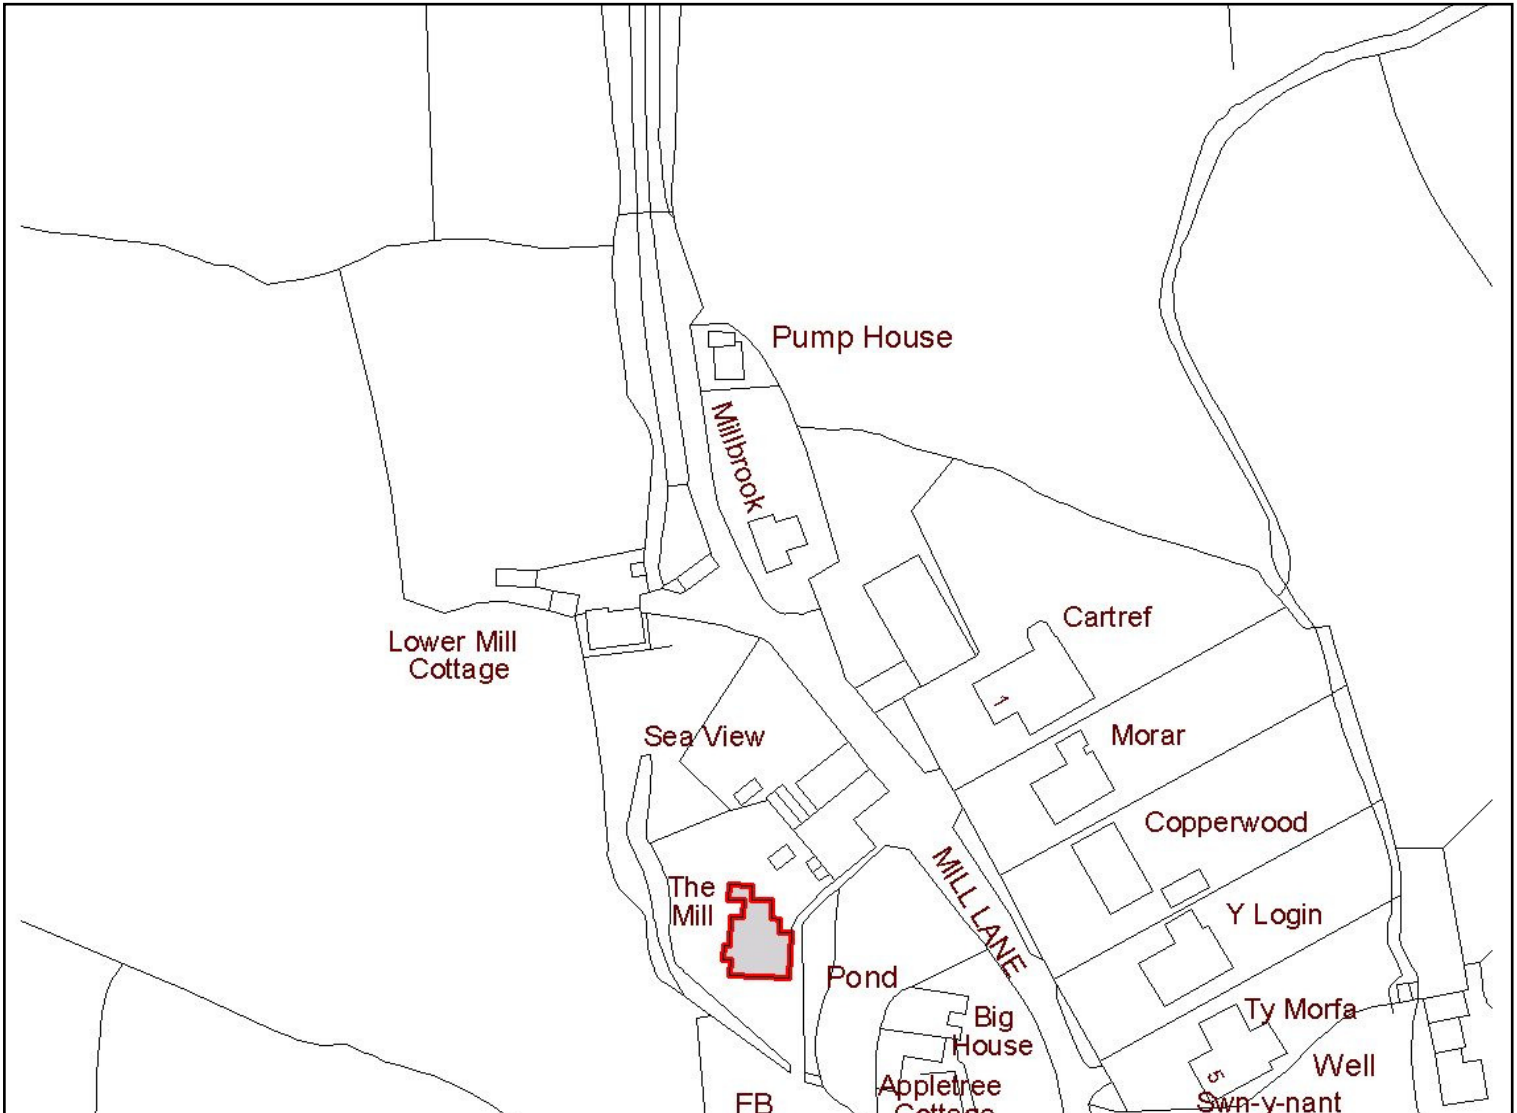 Pump House
Millbrook
Cartref
1
Lower Mill
Cottage
Sea View
Morar
Copperwood
MILL LANE
The
Mill
Y Login
Pond
Big
House
Ty Morfa
5
Well
Appletree
Cottage
FB
Swn-y-nant